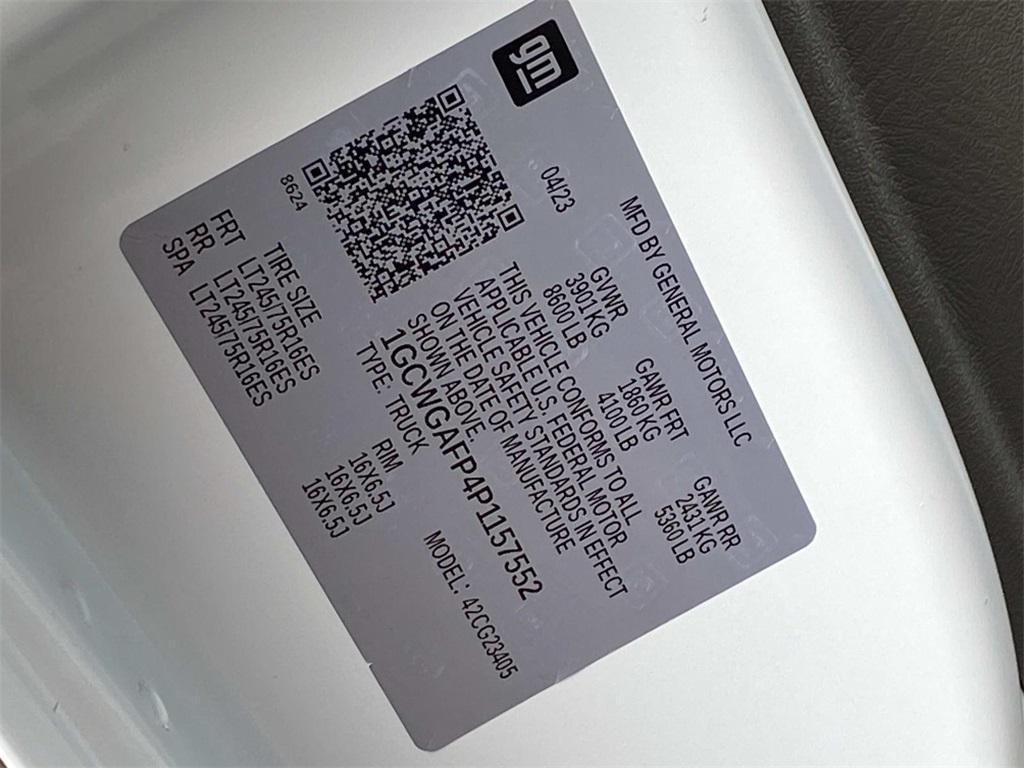 gm
04/23
MFD BY GENERAL MOTORS LLC
GVWR GAWR FRT GAWR RR
3901 KG 1860 KG 2431 KG
8600 LB 4100 LB 5360 LB
THIS VEHICLE CONFORMS TO ALL
APPLICABLE U.S. FEDERAL MOTOR
VEHICLE SAFETY STANDARDS IN EFFECT
ON THE DATE OF MANUFACTURE
SHOWN ABOVE.
1GCWGAFP4P1157552
8624
TYPE: TRUCK MODEL: 42CG23405
TIRE SIZE RIM
FRT LT245/75R16ES 16X6.5J
RR LT245/75R16ES 16X6.5J
SPA LT245/75R16ES 16X6.5J